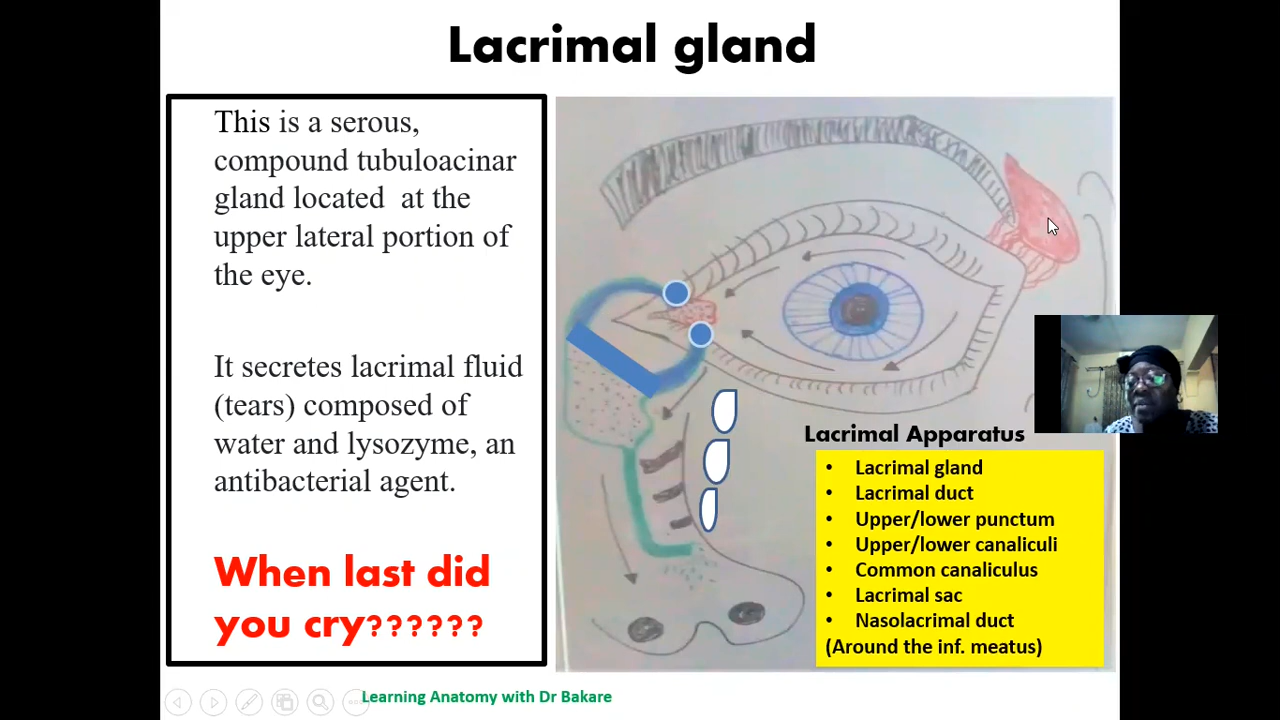 Lacrimal gland
This is a serous,
compound tubuloacinar
gland located  at the
upper lateral portion of
the eye.
It secretes lacrimal fluid
(tears) composed of
water and lysozyme, an
antibacterial agent.
When last did
you cry??????
Lacrimal Apparatus
• Lacrimal gland
• Lacrimal duct
• Upper/lower punctum
• Upper/lower canaliculi
• Common canaliculus
• Lacrimal sac
• Nasolacrimal duct
(Around the inf. meatus)
Learning Anatomy with Dr Bakare